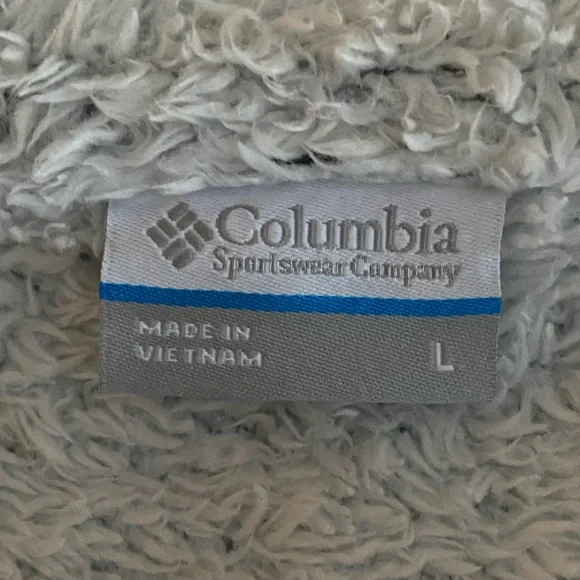 Columbia
Sportswear Company
MADE IN
VIETNAM
L